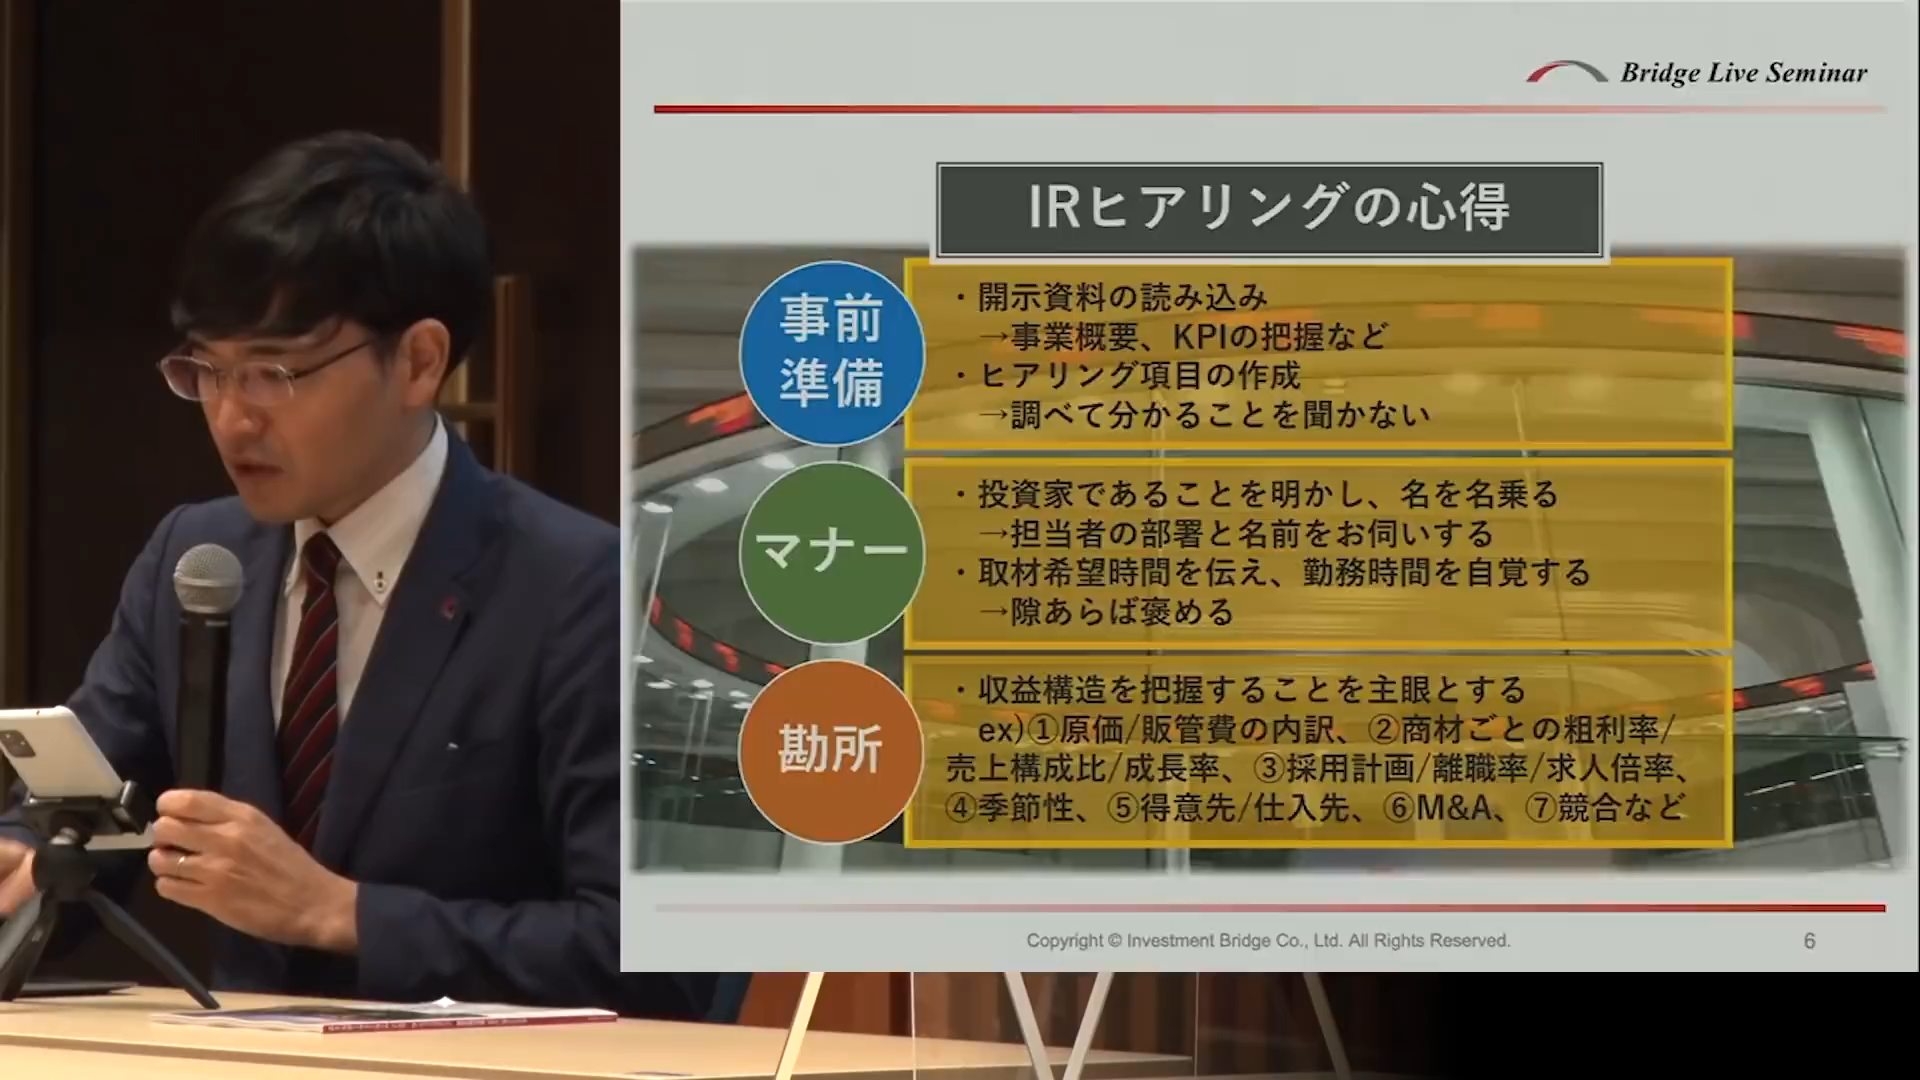 Bridge Live Seminar
IRヒアリングの心得
事前
準備
・開示資料の読み込み
→事業概要、KPIの把握など
・ヒアリング項目の作成
→調べて分かることを聞かない
マナー
・投資家であることを明かし、名を名乗る
→担当者の部署と名前をお伺いする
・取材希望時間を伝え、勤務時間を自覚する
→隙あらば褒める
勘所
・収益構造を把握することを主眼とする
ex)①原価/販管費の内訳、②商材ごとの粗利率/
売上構成比/成長率、③採用計画/離職率/求人倍率、
④季節性、⑤得意先/仕入先、⑥M&A、⑦競合など
Copyright © Investment Bridge Co., Ltd. All Rights Reserved.
6